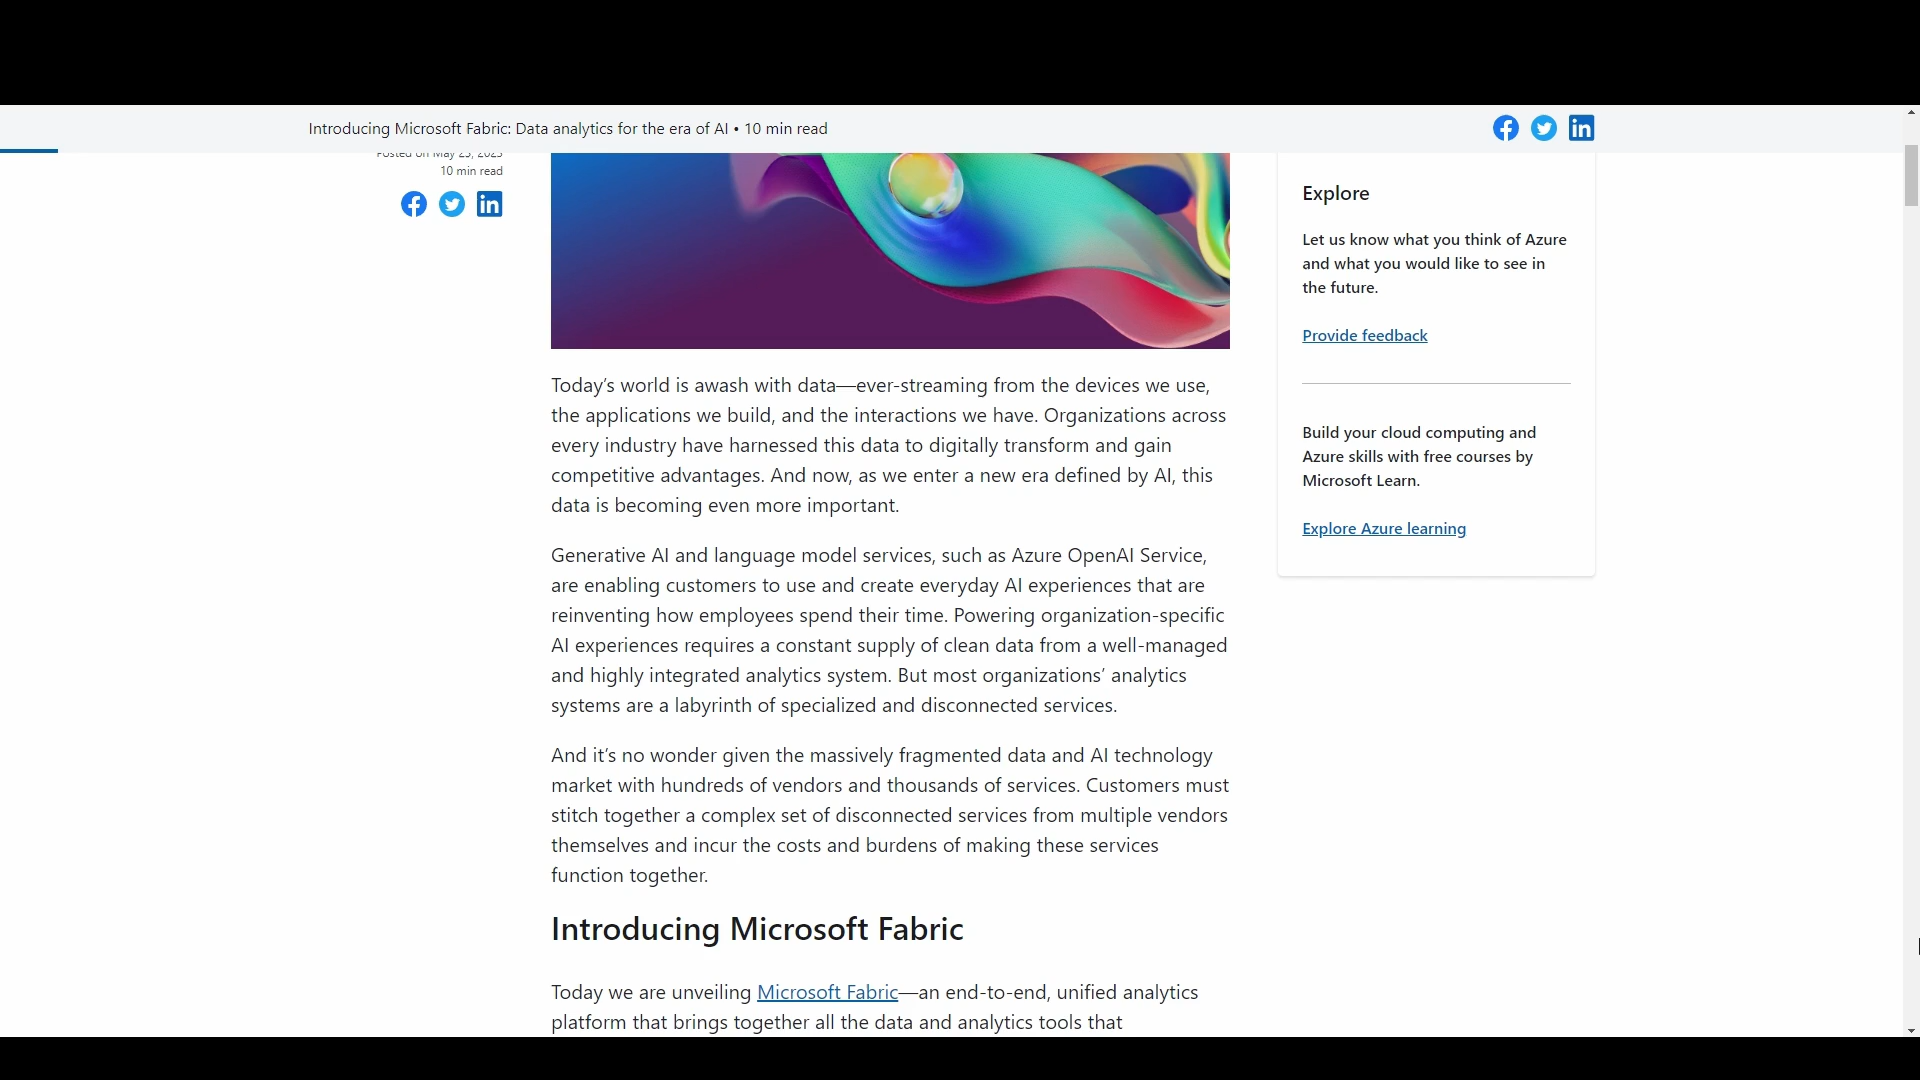 Introducing Microsoft Fabric: Data analytics for the era of AI • 10 min read
Posted on May 23, 2023
10 min read
Today’s world is awash with data—ever-streaming from the devices we use,
the applications we build, and the interactions we have. Organizations across
every industry have harnessed this data to digitally transform and gain
competitive advantages. And now, as we enter a new era defined by AI, this
data is becoming even more important.
Generative AI and language model services, such as Azure OpenAI Service,
are enabling customers to use and create everyday AI experiences that are
reinventing how employees spend their time. Powering organization-specific
AI experiences requires a constant supply of clean data from a well-managed
and highly integrated analytics system. But most organizations’ analytics
systems are a labyrinth of specialized and disconnected services.
And it’s no wonder given the massively fragmented data and AI technology
market with hundreds of vendors and thousands of services. Customers must
stitch together a complex set of disconnected services from multiple vendors
themselves and incur the costs and burdens of making these services
function together.
Introducing Microsoft Fabric
Today we are unveiling Microsoft Fabric—an end-to-end, unified analytics
platform that brings together all the data and analytics tools that
Explore
Let us know what you think of Azure
and what you would like to see in
the future.
Provide feedback
Build your cloud computing and
Azure skills with free courses by
Microsoft Learn.
Explore Azure learning